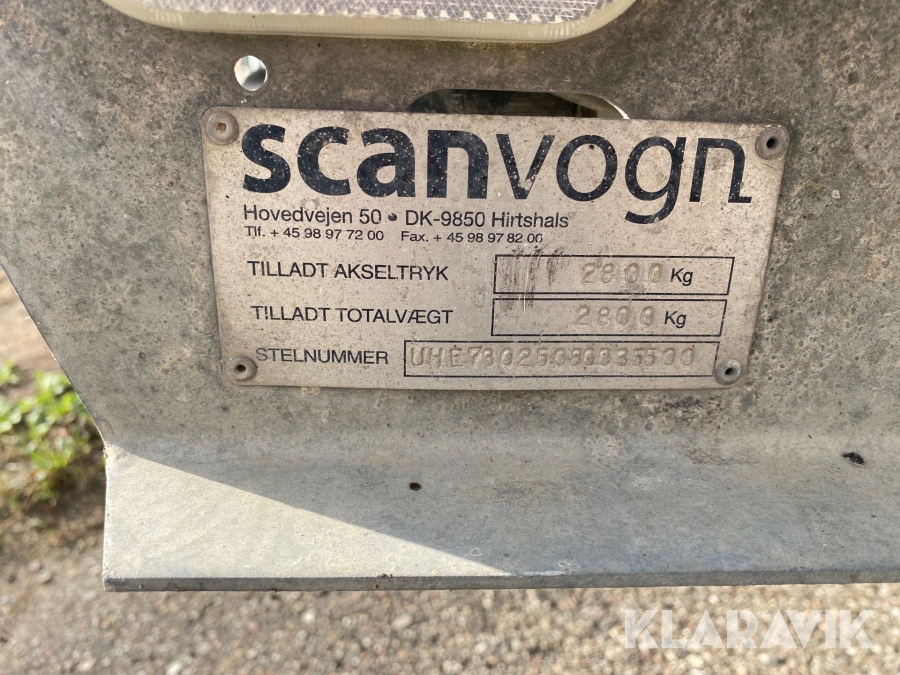 scanvogn
Hovedvejen 50 • DK-9850 Hirtshals
Tlf. + 45 98 97 72 00 Fax. + 45 98 97 82 00
TILLADT AKSELTRYK 2800 Kg
TILLADT TOTALVÆGT 2800 Kg
STELNUMMER UHE73025080035500
KLARAVIK